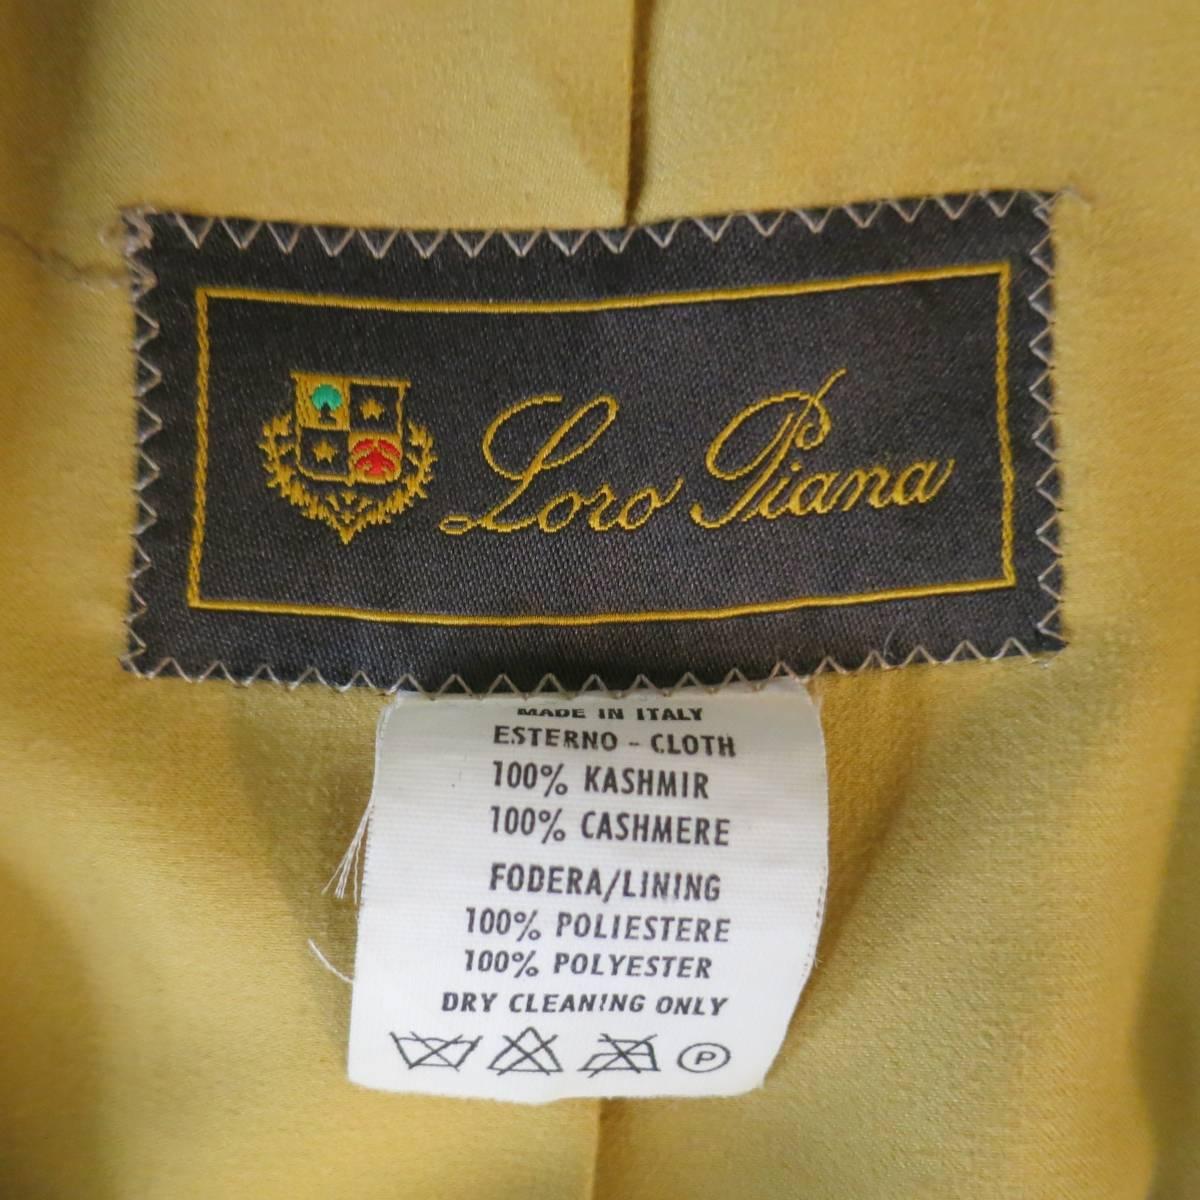 Loro Piana
MADE IN ITALY
ESTERNO - CLOTH
100% KASHMIR
100% CASHMERE
FODERA/LINING
100% POLIESTERE
100% POLYESTER
DRY CLEANING ONLY
P